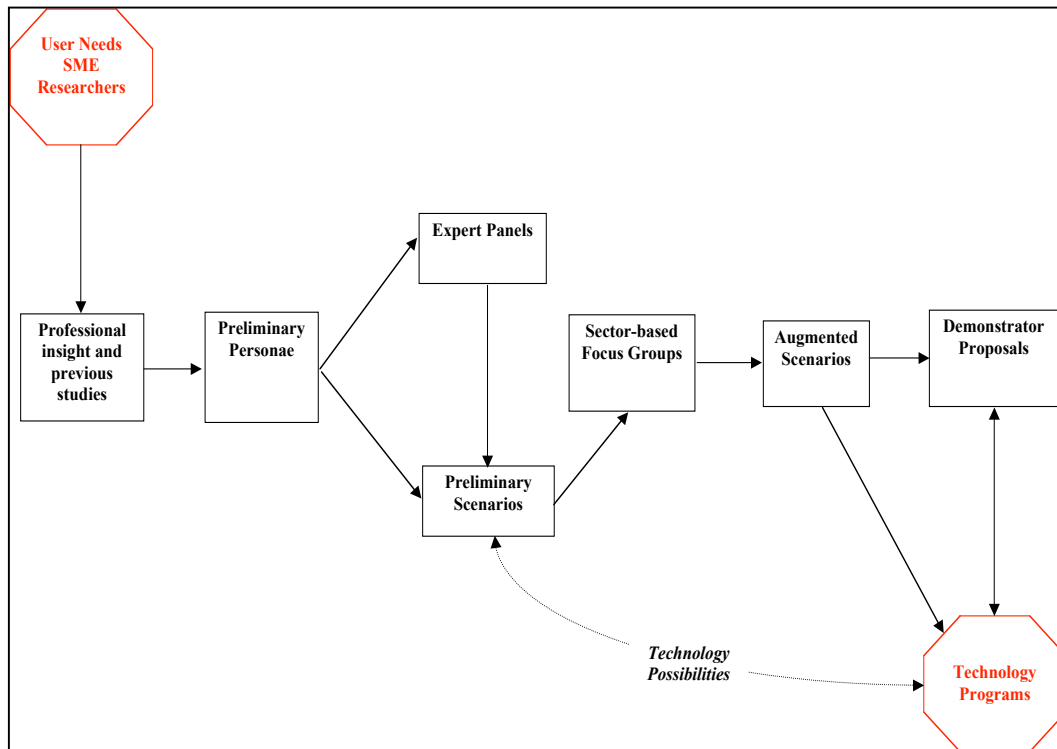 User Needs
SME
Researchers
Expert Panels
Professional
insight and
previous
studies
Preliminary
Personae
Sector-based
Focus Groups
Augmented
Scenarios
Demonstrator
Proposals
Preliminary
Scenarios
Technology
Possibilities
Technology
Programs